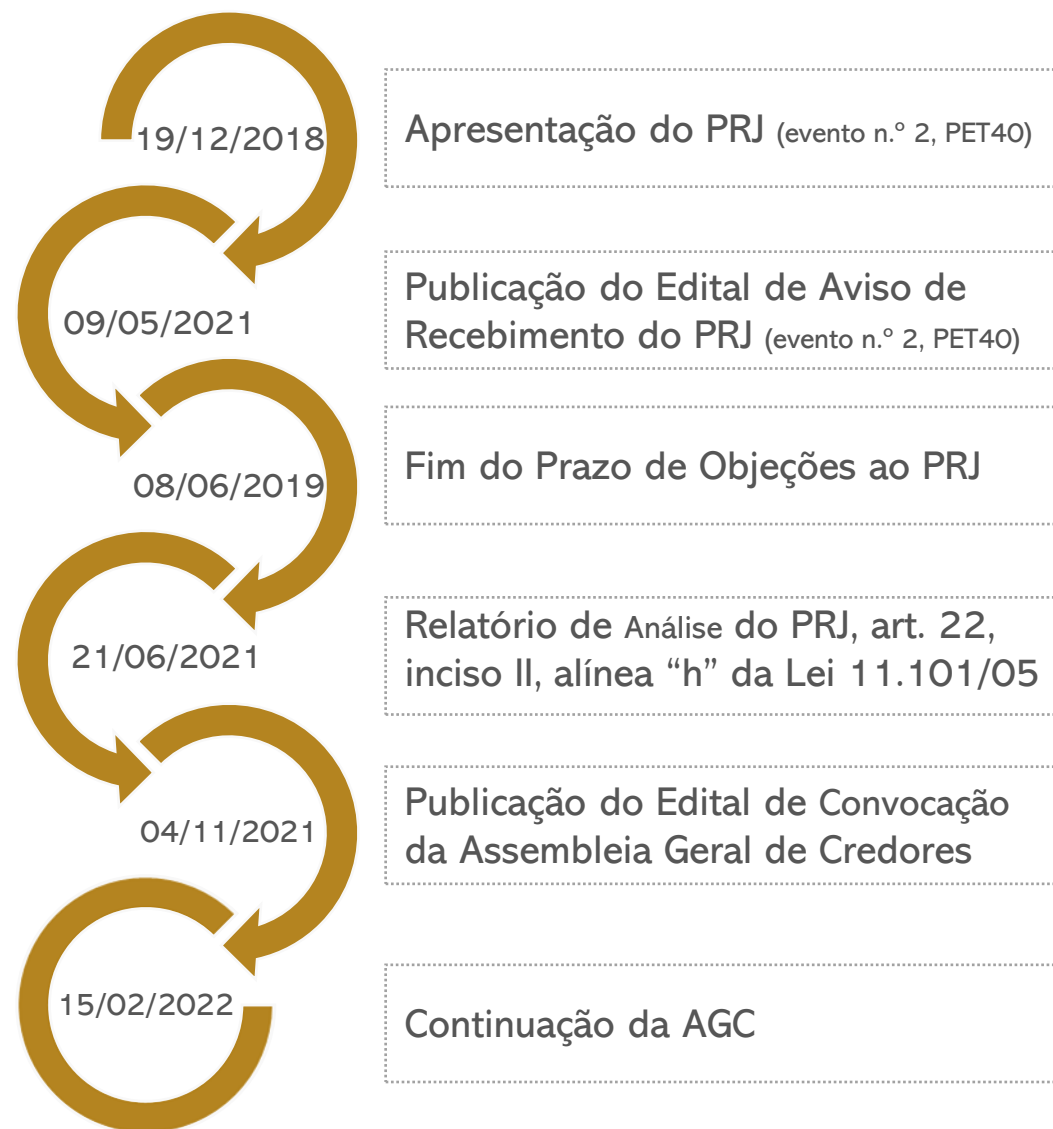 19/12/2018
Apresentação do PRJ (evento n.º 2, PET40)
09/05/2021
Publicação do Edital de Aviso de
Recebimento do PRJ (evento n.º 2, PET40)
08/06/2019
Fim do Prazo de Objeções ao PRJ
21/06/2021
Relatório de Análise do PRJ, art. 22,
inciso II, alínea “h” da Lei 11.101/05
04/11/2021
Publicação do Edital de Convocação
da Assembleia Geral de Credores
15/02/2022
Continuação da AGC